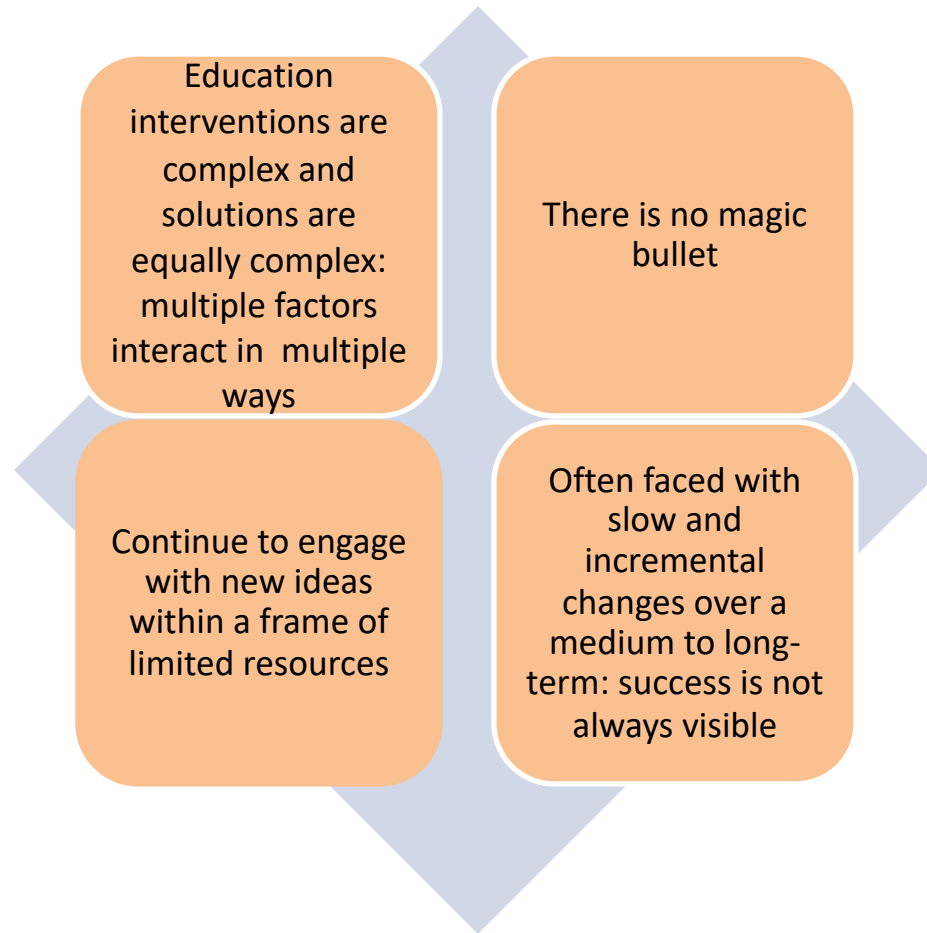 Education
interventions are
complex and
solutions are
equally complex:
multiple factors
interact in  multiple
ways
There is no magic
bullet
Continue to engage
with new ideas
within a frame of
limited resources
Often faced with
slow and
incremental
changes over a
medium to long-
term: success is not
always visible